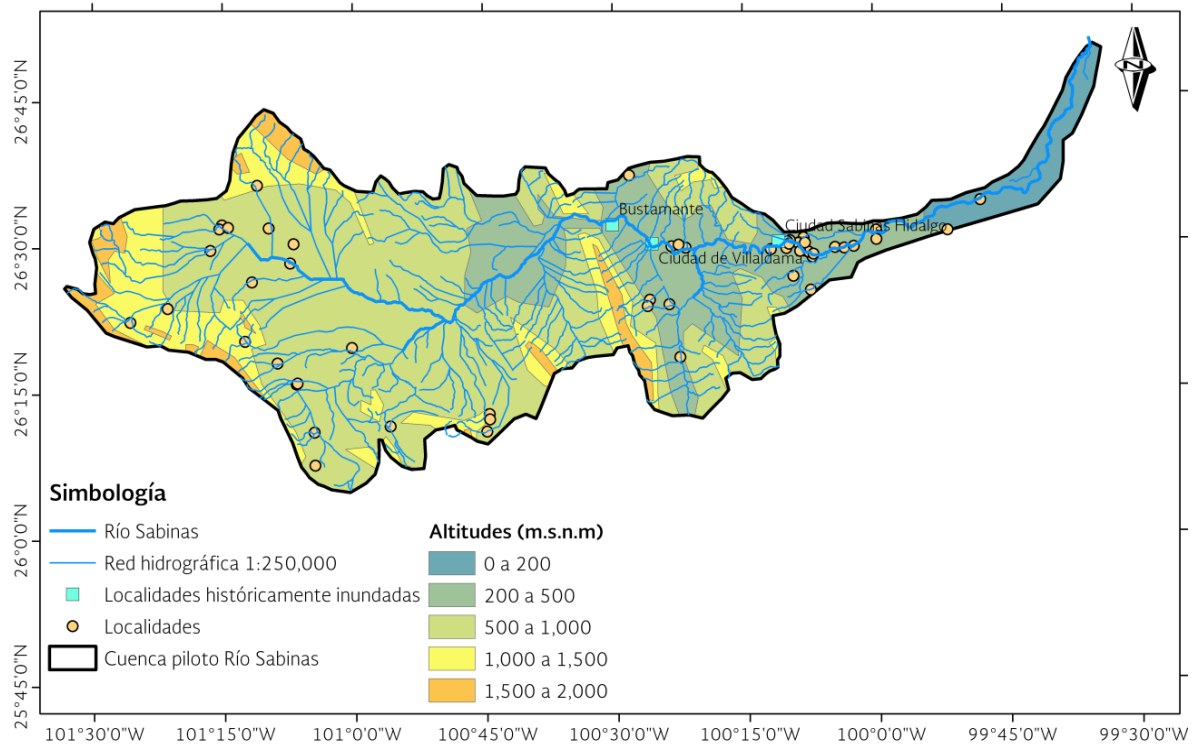 26°45'0"N
26°30'0"N
26°15'0"N
26°0'0"N
25°45'0"N
N
Bustamante
Ciudad Sabinas Hidalgo
Ciudad de Villaldama
Simbología
Río Sabinas
Red hidrográfica 1:250,000
Localidades históricamente inundadas
Localidades
Cuenca piloto Río Sabinas
Altitudes (m.s.n.m)
0 a 200
200 a 500
500 a 1,000
1,000 a 1,500
1,500 a 2,000
101°30'0"W 101°15'0"W 101°0'0"W 100°45'0"W 100°30'0"W 100°15'0"W 100°0'0"W 99°45'0"W 99°30'0"W